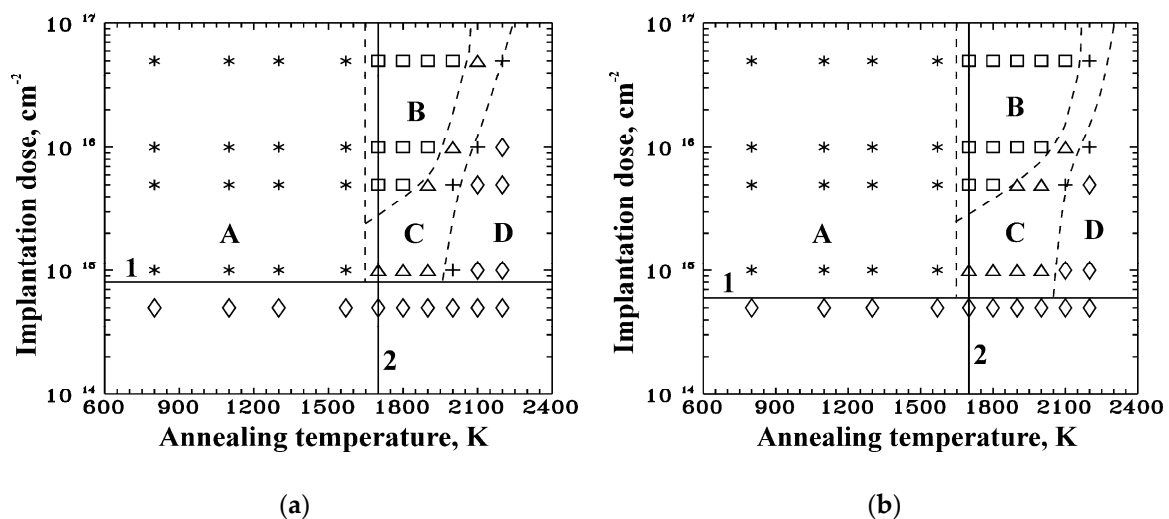 10 17
10 16
10 15
10 14
Implantation dose, cm-2
A
B
C
D
1
2
600 900 1200 1500 1800 2100 2400
Annealing temperature, K
(a)
10 17
10 16
10 15
10 14
Implantation dose, cm-2
A
B
C
D
1
2
600 900 1200 1500 1800 2100 2400
Annealing temperature, K
(b)